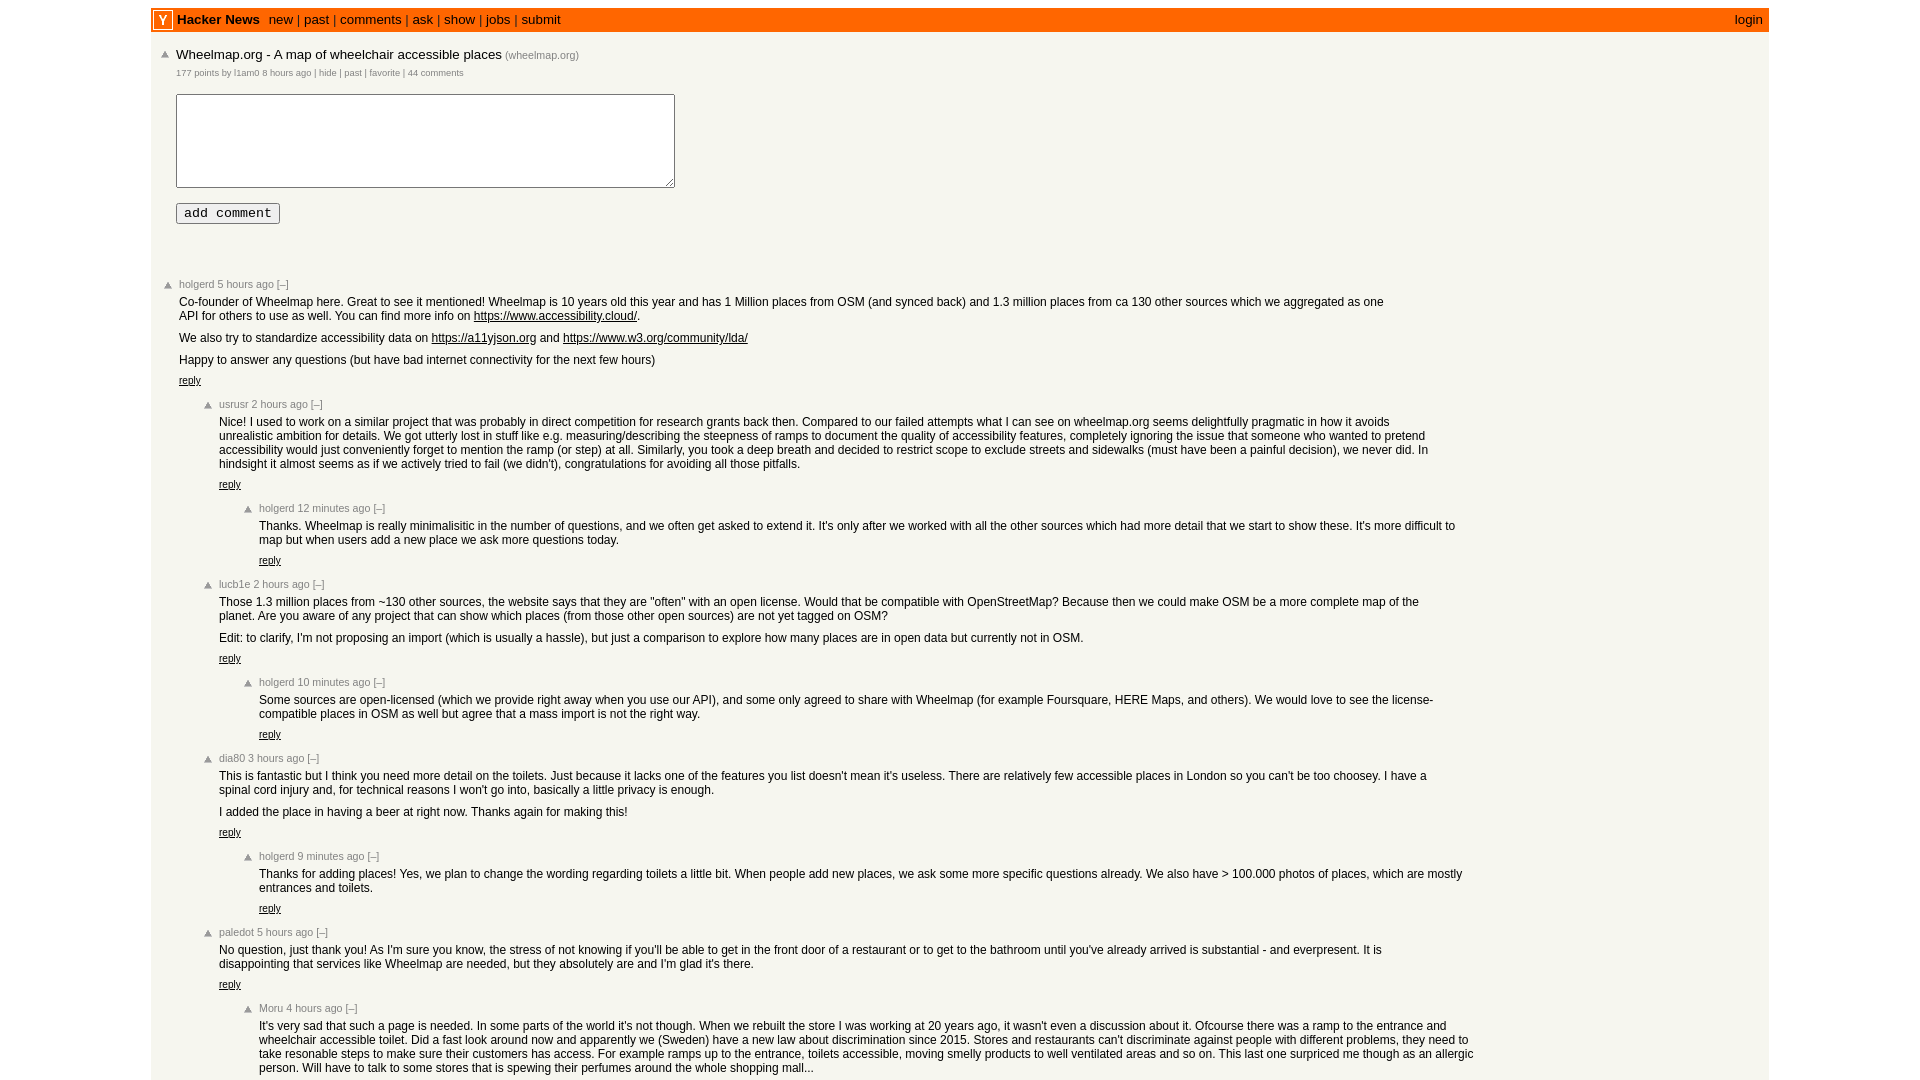 Y Hacker News new | past | comments | ask | show | jobs | submit login
Wheelmap.org - A map of wheelchair accessible places (wheelmap.org)
177 points by l1am0 8 hours ago | hide | past | favorite | 44 comments
add comment
holgerd 5 hours ago [–]
Co-founder of Wheelmap here. Great to see it mentioned! Wheelmap is 10 years old this year and has 1 Million places from OSM (and synced back) and 1.3 million places from ca 130 other sources which we aggregated as one
API for others to use as well. You can find more info on https://www.accessibility.cloud/.
We also try to standardize accessibility data on https://a11yjson.org and https://www.w3.org/community/lda/
Happy to answer any questions (but have bad internet connectivity for the next few hours)
reply
usrusr 2 hours ago [–]
Nice! I used to work on a similar project that was probably in direct competition for research grants back then. Compared to our failed attempts what I can see on wheelmap.org seems delightfully pragmatic in how it avoids
unrealistic ambition for details. We got utterly lost in stuff like e.g. measuring/describing the steepness of ramps to document the quality of accessibility features, completely ignoring the issue that someone who wanted to pretend
accessibility would just conveniently forget to mention the ramp (or step) at all. Similarly, you took a deep breath and decided to restrict scope to exclude streets and sidewalks (must have been a painful decision), we never did. In
hindsight it almost seems as if we actively tried to fail (we didn't), congratulations for avoiding all those pitfalls.
reply
holgerd 12 minutes ago [–]
Thanks. Wheelmap is really minimalisitic in the number of questions, and we often get asked to extend it. It's only after we worked with all the other sources which had more detail that we start to show these. It's more difficult to
map but when users add a new place we ask more questions today.
reply
lucb1e 2 hours ago [–]
Those 1.3 million places from ~130 other sources, the website says that they are "often" with an open license. Would that be compatible with OpenStreetMap? Because then we could make OSM be a more complete map of the
planet. Are you aware of any project that can show which places (from those other open sources) are not yet tagged on OSM?
Edit: to clarify, I'm not proposing an import (which is usually a hassle), but just a comparison to explore how many places are in open data but currently not in OSM.
reply
holgerd 10 minutes ago [–]
Some sources are open-licensed (which we provide right away when you use our API), and some only agreed to share with Wheelmap (for example Foursquare, HERE Maps, and others). We would love to see the license-
compatible places in OSM as well but agree that a mass import is not the right way.
reply
dia80 3 hours ago [–]
This is fantastic but I think you need more detail on the toilets. Just because it lacks one of the features you list doesn't mean it's useless. There are relatively few accessible places in London so you can't be too choosey. I have a
spinal cord injury and, for technical reasons I won't go into, basically a little privacy is enough.
I added the place in having a beer at right now. Thanks again for making this!
reply
holgerd 9 minutes ago [–]
Thanks for adding places! Yes, we plan to change the wording regarding toilets a little bit. When people add new places, we ask some more specific questions already. We also have > 100.000 photos of places, which are mostly
entrances and toilets.
reply
paledot 5 hours ago [–]
No question, just thank you! As I'm sure you know, the stress of not knowing if you'll be able to get in the front door of a restaurant or to get to the bathroom until you've already arrived is substantial - and everpresent. It is
disappointing that services like Wheelmap are needed, but they absolutely are and I'm glad it's there.
reply
Moru 4 hours ago [–]
It's very sad that such a page is needed. In some parts of the world it's not though. When we rebuilt the store I was working at 20 years ago, it wasn't even a discussion about it. Ofcourse there was a ramp to the entrance and
wheelchair accessible toilet. Did a fast look around now and apparently we (Sweden) have a new law about discrimination since 2015. Stores and restaurants can't discriminate against people with different problems, they need to
take resonable steps to make sure their customers has access. For example ramps up to the entrance, toilets accessible, moving smelly products to well ventilated areas and so on. This last one surpriced me though as an allergic
person. Will have to talk to some stores that is spewing their perfumes around the whole shopping mall...